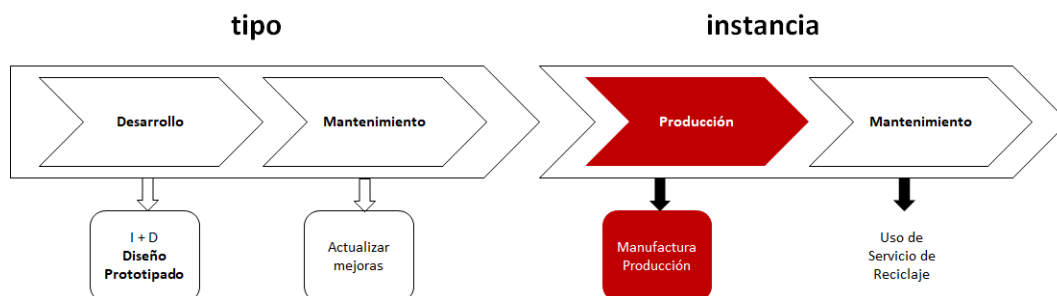 tipo
instancia
Desarrollo
Mantenimiento
Producción
Mantenimiento
I + D
Diseño
Prototipado
Actualizar
mejoras
Manufactura
Producción
Uso de
Servicio de
Reciclaje